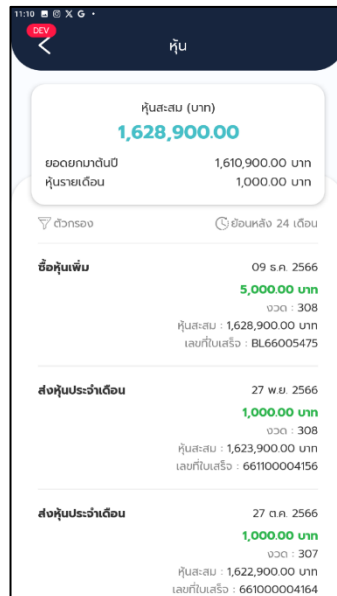 11:10 X G •
DEV
หุ้น
หุ้นสะสม (บาท)
1,628,900.00
ยอดยกมาต้นปี 1,610,900.00 บาท
หุ้นรายเดือน 1,000.00 บาท
ตัวกรอง ย้อนหลัง 24 เดือน
ซื้อหุ้นเพิ่ม 09 ธ.ค. 2566
5,000.00 บาท
งวด : 308
หุ้นสะสม : 1,628,900.00 บาท
เลขที่ใบเสร็จ : BL66005475
ส่งหุ้นประจำเดือน 27 พ.ย. 2566
1,000.00 บาท
งวด : 308
หุ้นสะสม : 1,623,900.00 บาท
เลขที่ใบเสร็จ : 661100004156
ส่งหุ้นประจำเดือน 27 ต.ค. 2566
1,000.00 บาท
งวด : 307
หุ้นสะสม : 1,622,900.00 บาท
เลขที่ใบเสร็จ : 661000004164